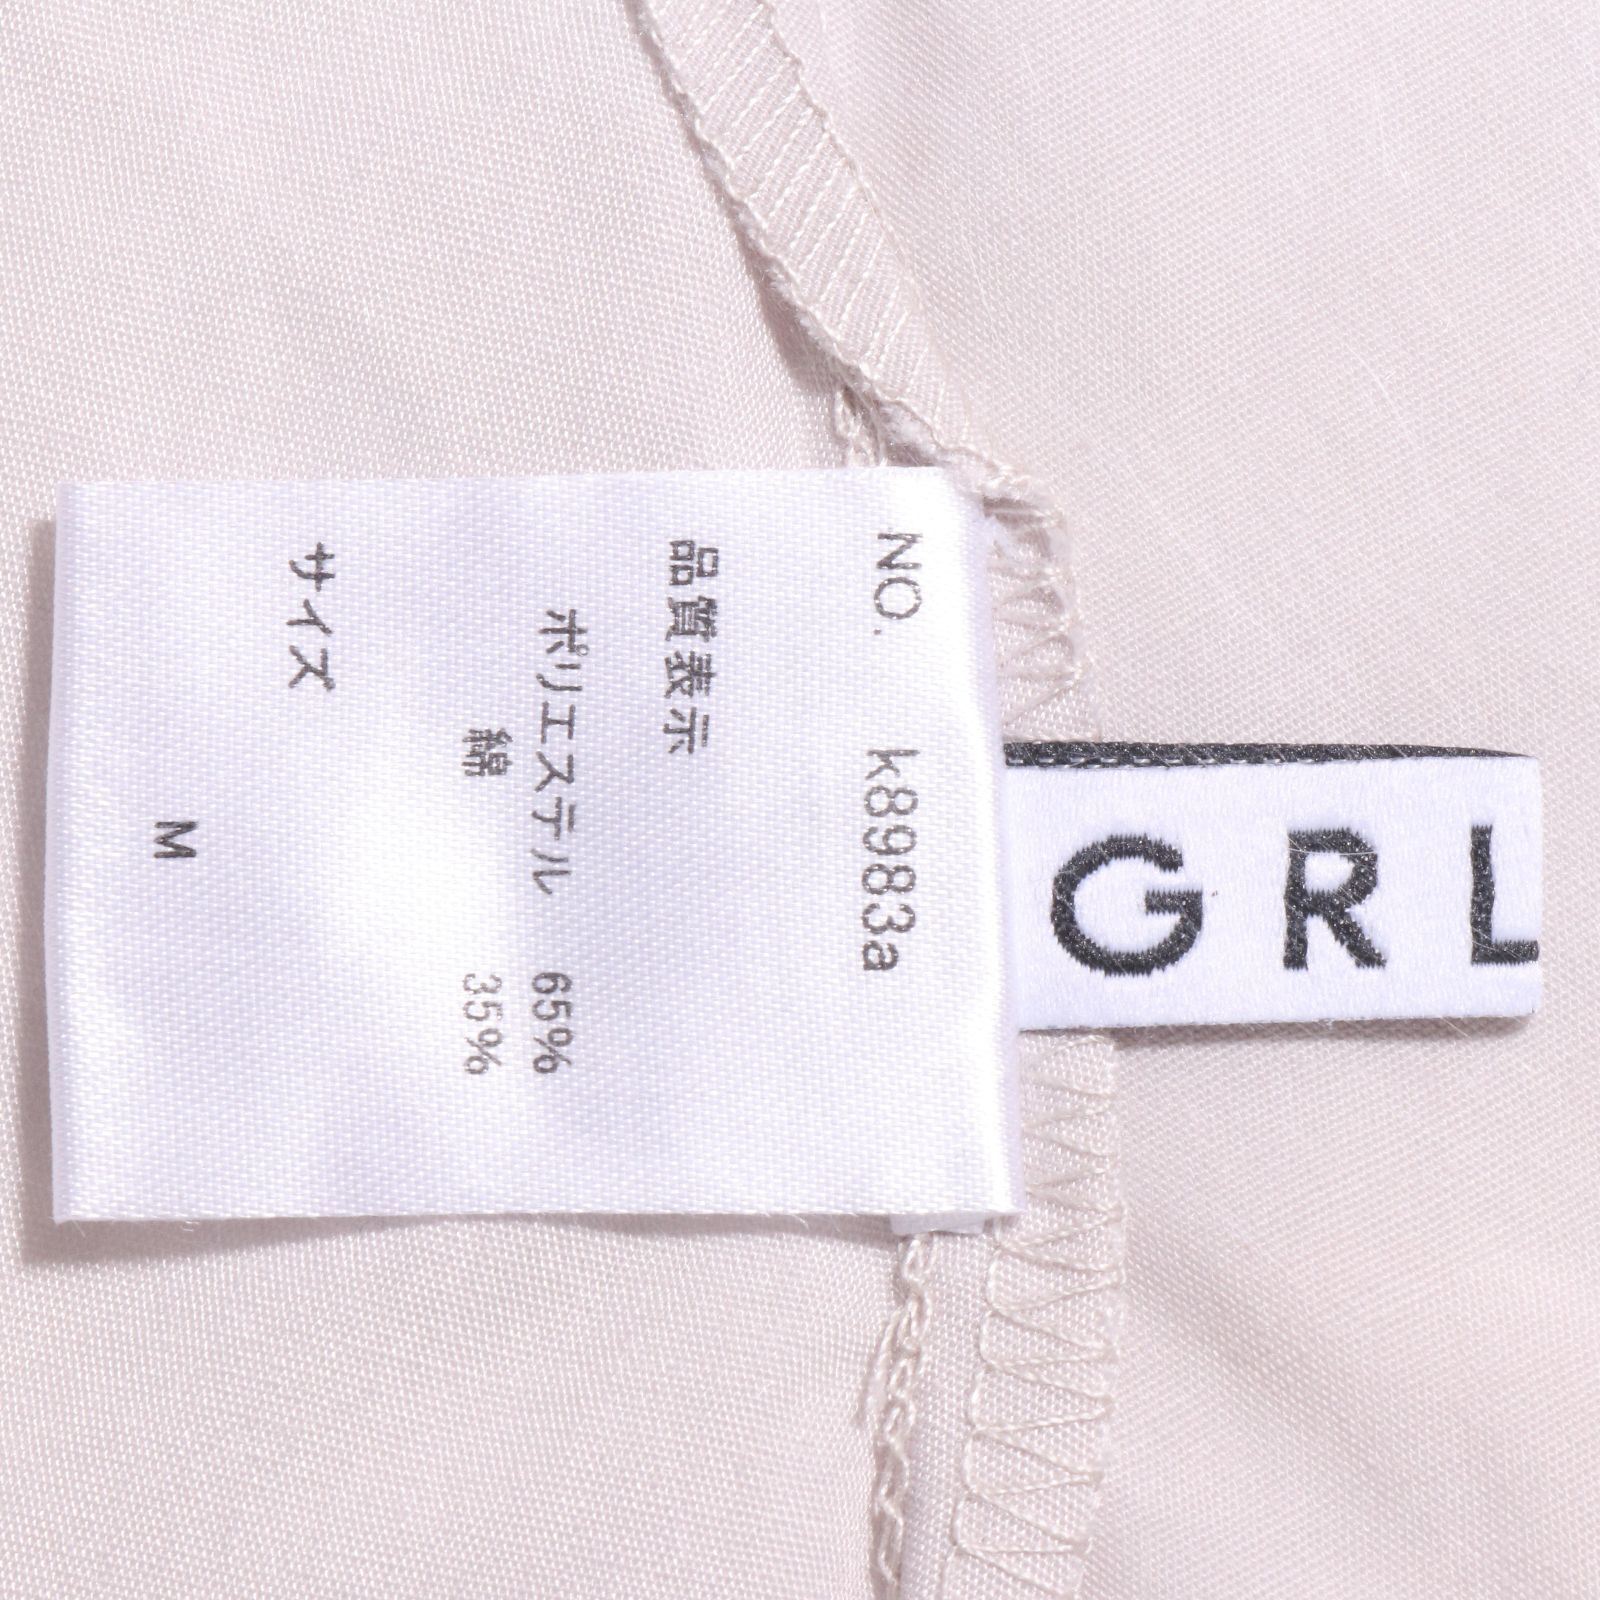 NO. k8983a
品質表示
ポリエステル 65%
綿 35%
サイズ
M
GRL